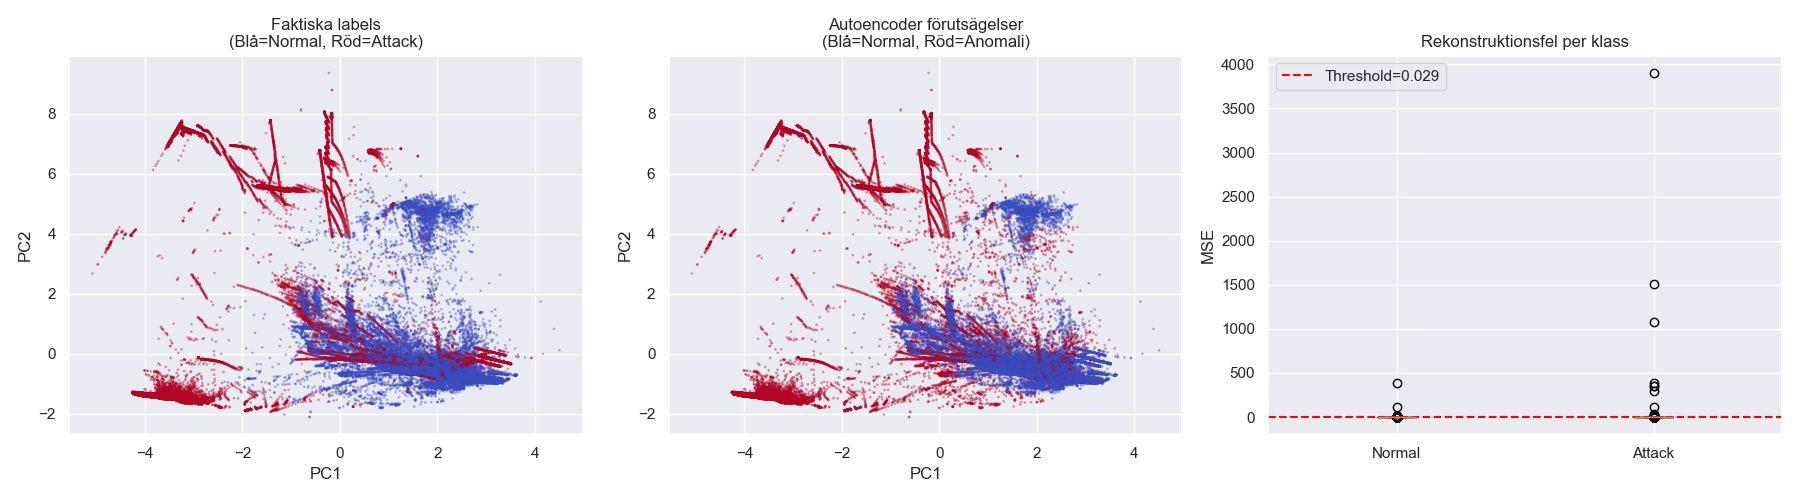 Faktiska labels
(Blå=Normal, Röd=Attack)
PC2
8
6
4
2
0
−2
−4
−2
0
2
4
PC1
Autoencoder förutsägelser
(Blå=Normal, Röd=Anomali)
PC2
8
6
4
2
0
−2
−4
−2
0
2
4
PC1
Rekonstruktionsfel per klass
Threshold=0.029
MSE
4000
3500
3000
2500
2000
1500
1000
500
0
Normal
Attack